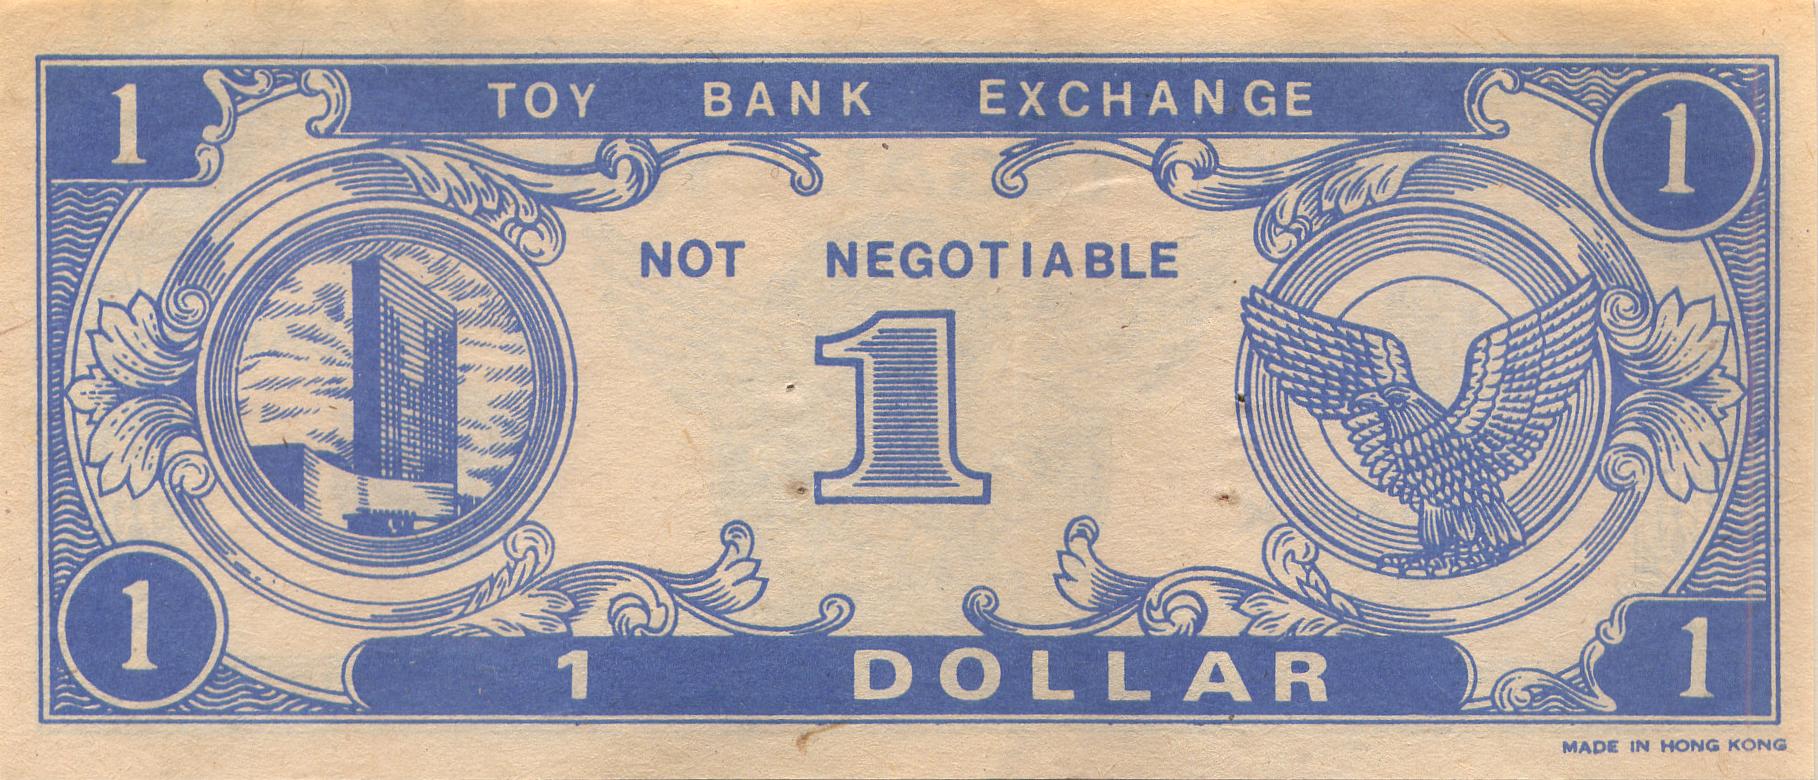 1 TOY BANK EXCHANGE 1
NOT NEGOTIABLE
1
1 1 DOLLAR 1
MADE IN HONG KONG